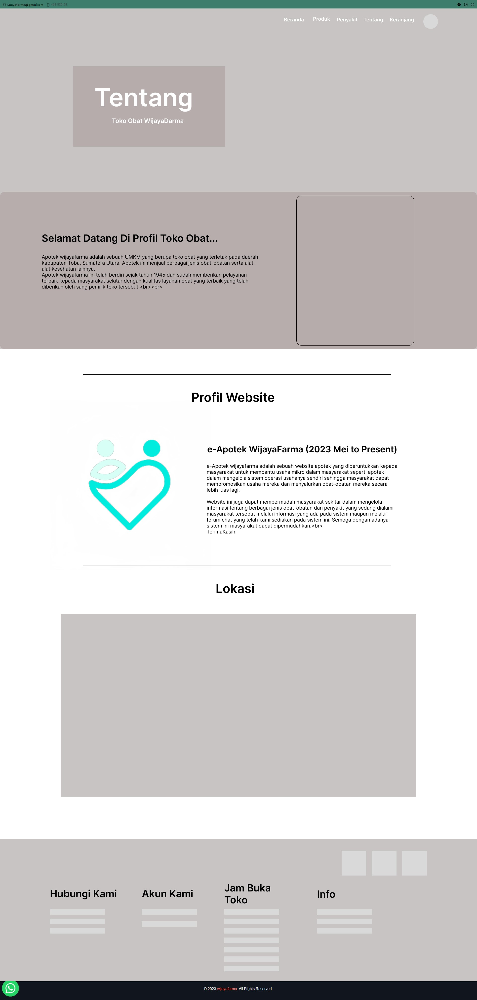 wijayafarma@gmail.com +62-222-22
Beranda Produk Penyakit Tentang Keranjang
Tentang
Toko Obat WijayaDarma
Selamat Datang Di Profil Toko Obat...
Apotek wijayafarma adalah sebuah UMKM yang berupa toko obat yang terletak pada daerah
kabupaten Toba, Sumatera Utara. Apotek ini menjual berbagai jenis obat-obatan serta alat-
alat kesehatan lainnya.
Apotek wijayafarma ini telah berdiri sejak tahun 1945 dan sudah memberikan pelayanan
terbaik kepada masyarakat sekitar dengan kualitas layanan obat yang terbaik yang telah
diberikan oleh sang pemilik toko tersebut.<br><br>
Profil Website
e-Apotek WijayaFarma (2023 Mei to Present)
e-Apotek wijayafarma adalah sebuah website apotek yang diperuntukkan kepada
masyarakat untuk membantu usaha mikro dalam masyarakat seperti apotek
dalam mengelola sistem operasi usahanya sendiri sehingga masyarakat dapat
mempromosikan usaha mereka dan menyalurkan obat-obatan mereka secara
lebih luas lagi.
Website ini juga dapat mempermudah masyarakat sekitar dalam mengelola
informasi tentang berbagai jenis obat-obatan dan penyakit yang sedang dialami
masyarakat tersebut melalui informasi yang ada pada sistem maupun melalui
forum chat yang telah kami sediakan pada sistem ini. Semoga dengan adanya
sistem ini masyarakat dapat dipermudahkan.<br>
TerimaKasih.
Lokasi
Hubungi Kami
Akun Kami
Jam Buka
Toko
Info
© 2023 wijayafarma. All Rights Reserved